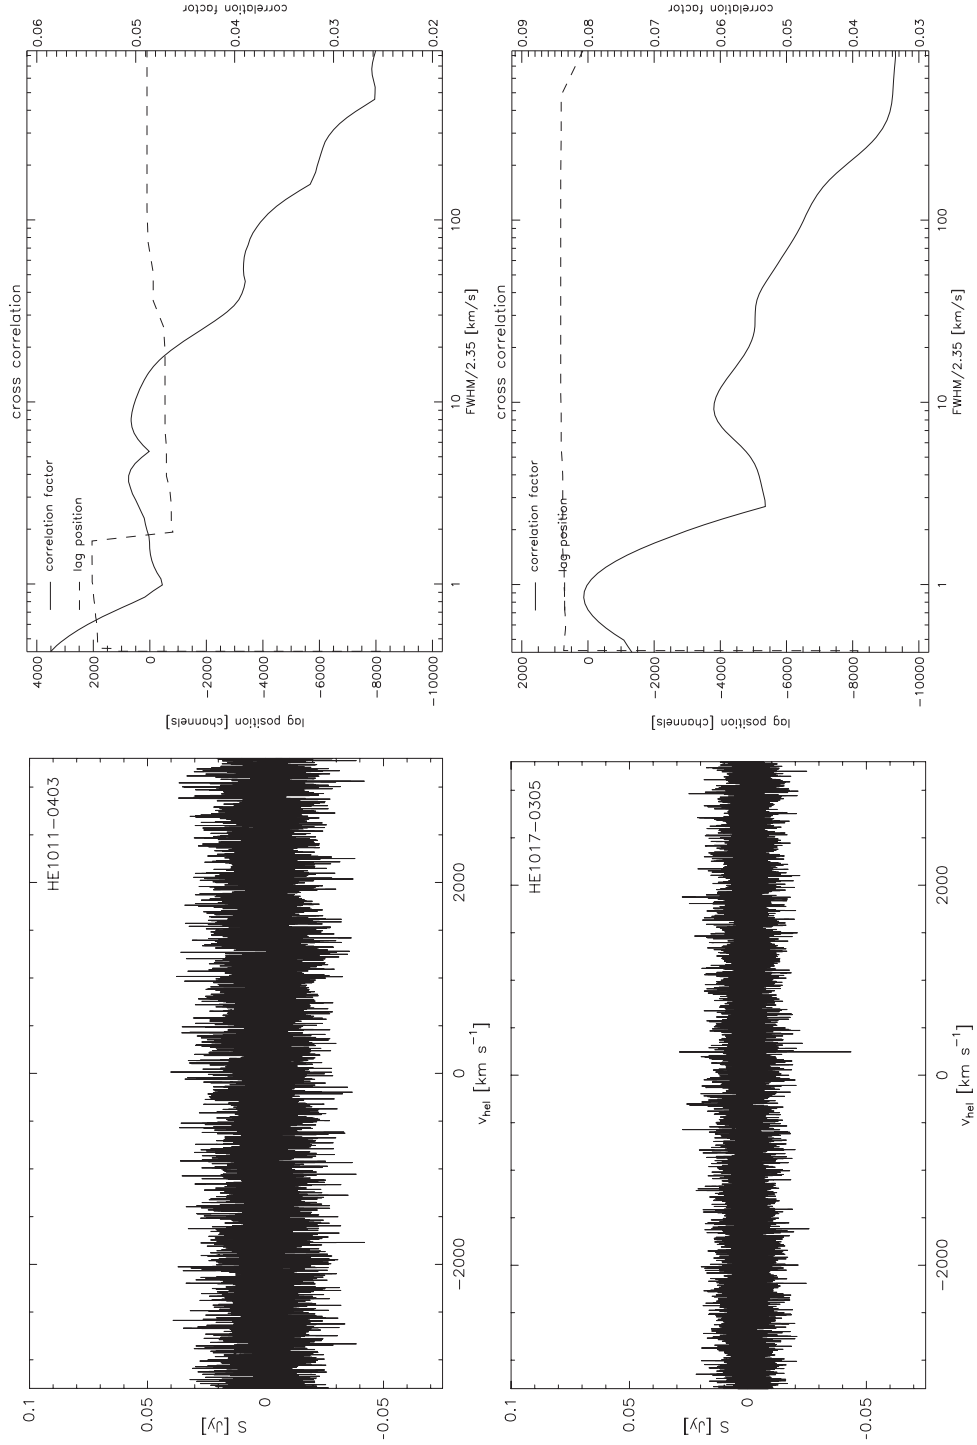 HE1011−0403
0.1
0.05
0
−0.05
S [Jy]
−2000
0
2000
v_hel [km s⁻¹]
cross correlation
correlation factor
lag position
4000
2000
0
−2000
−4000
−6000
−8000
−10000
lag position [channels]
0.06
0.05
0.04
0.03
0.02
correlation factor
1
10
100
FWHM/2.35 [km/s]
HE1017−0305
0.1
0.05
0
−0.05
S [Jy]
−2000
0
2000
v_hel [km s⁻¹]
cross correlation
correlation factor
lag position
2000
0
−2000
−4000
−6000
−8000
−10000
lag position [channels]
0.09
0.08
0.07
0.06
0.05
0.04
0.03
correlation factor
1
10
100
FWHM/2.35 [km/s]